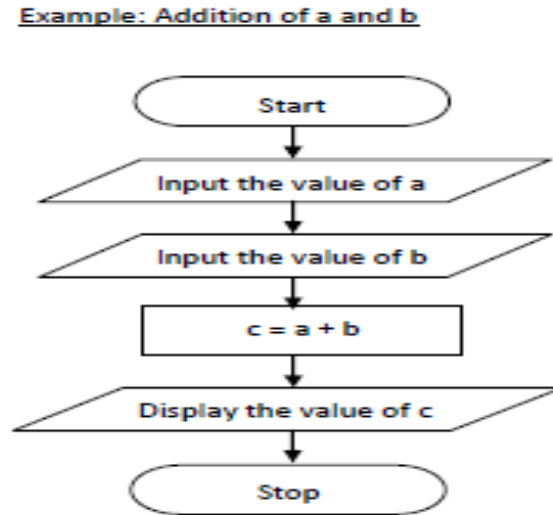 Example: Addition of a and b
Start
Input the value of a
Input the value of b
c = a + b
Display the value of c
Stop